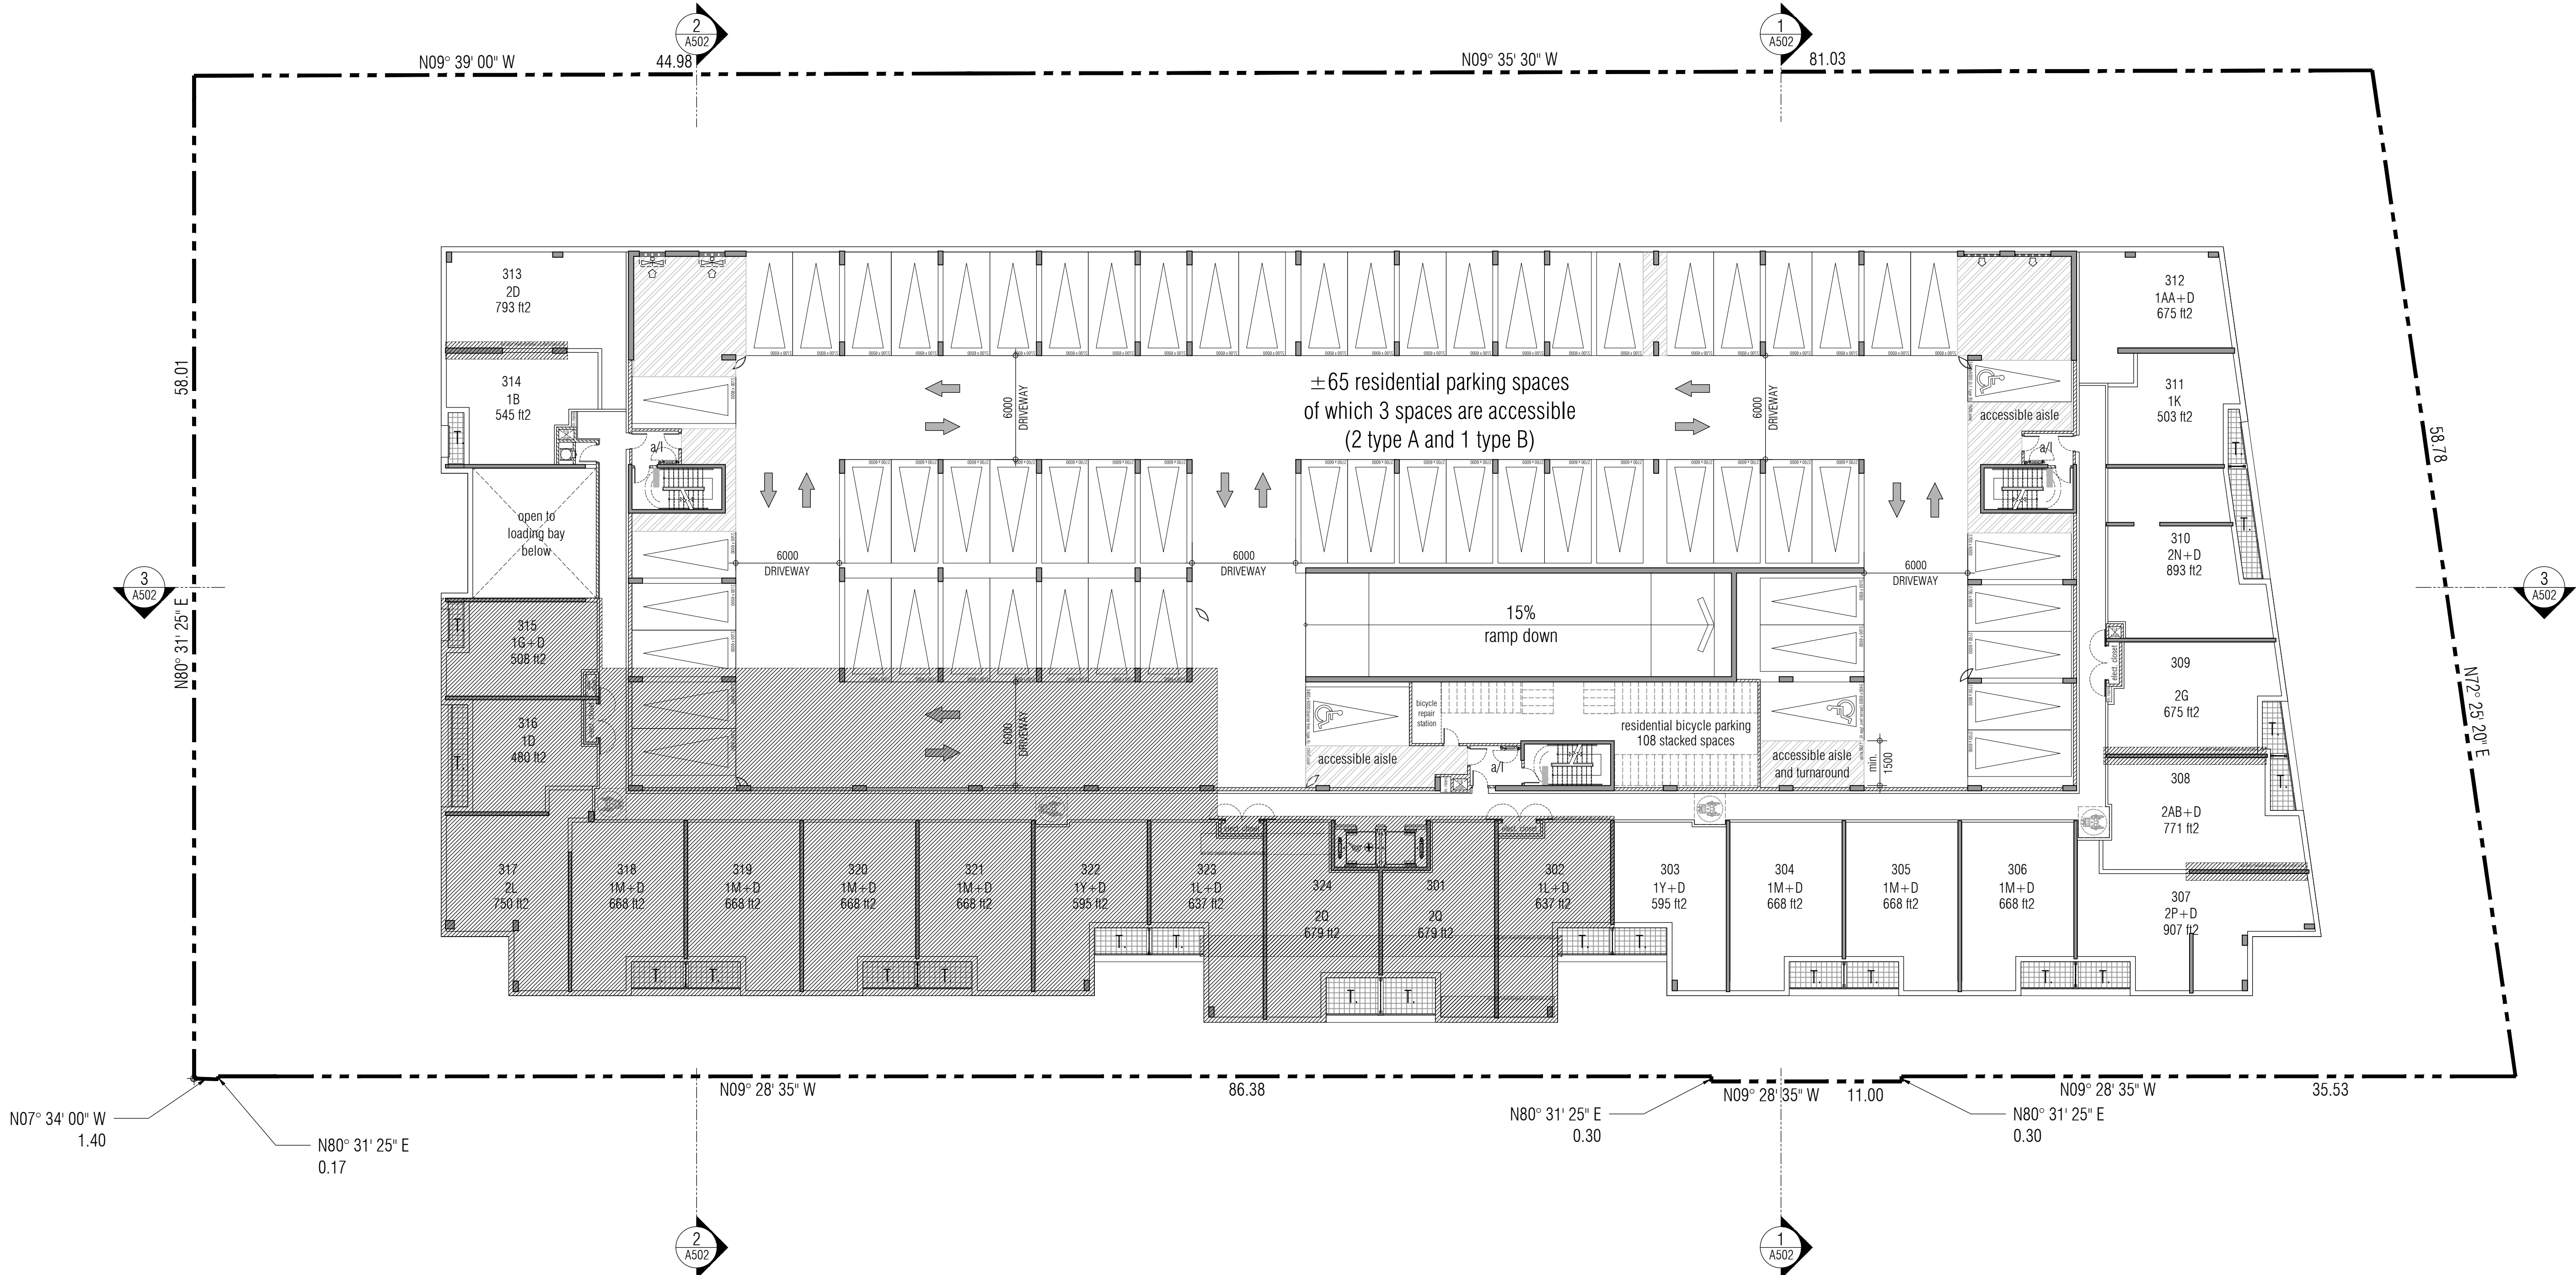 2
A502
1
A502
N09° 39' 00" W
44.98
N09° 35' 30" W
81.03
58.01
N80° 31' 25" E
58.78
N72° 25' 20" E
3
A502
3
A502
313
2D
793 ft2
314
1B
545 ft2
T.
open to
loading bay
below
315
1G+D
508 ft2
T.
316
1D
480 ft2
T.
elect. closet
317
2L
750 ft2
318
1M+D
668 ft2
319
1M+D
668 ft2
320
1M+D
668 ft2
321
1M+D
668 ft2
322
1Y+D
595 ft2
323
1L+D
637 ft2
324
2Q
679 ft2
301
2Q
679 ft2
302
1L+D
637 ft2
303
1Y+D
595 ft2
304
1M+D
668 ft2
305
1M+D
668 ft2
306
1M+D
668 ft2
307
2P+D
907 ft2
308
2AB+D
771 ft2
309
2G
675 ft2
310
2N+D
893 ft2
311
1K
503 ft2
312
1AA+D
675 ft2
T.
T.
T.
T.
elect. closet
elect. closet
elect. closet
T.
T.
T.
T.
T.
T.
T.
T.
T.
T.
T.
T.
T.
T.
±65 residential parking spaces
of which 3 spaces are accessible
(2 type A and 1 type B)
6000
DRIVEWAY
6000
DRIVEWAY
6000
DRIVEWAY
6000
DRIVEWAY
6000
DRIVEWAY
6000
DRIVEWAY
a/l
a/l
a/l
accessible aisle
15%
ramp down
bicycle
repair
station
residential bicycle parking
108 stacked spaces
accessible aisle
accessible aisle
and turnaround
min.
1500
N09° 28' 35" W
86.38
N09° 28' 35" W
11.00
N09° 28' 35" W
35.53
N07° 34' 00" W
1.40
N80° 31' 25" E
0.17
N80° 31' 25" E
0.30
N80° 31' 25" E
0.30
2
A502
1
A502